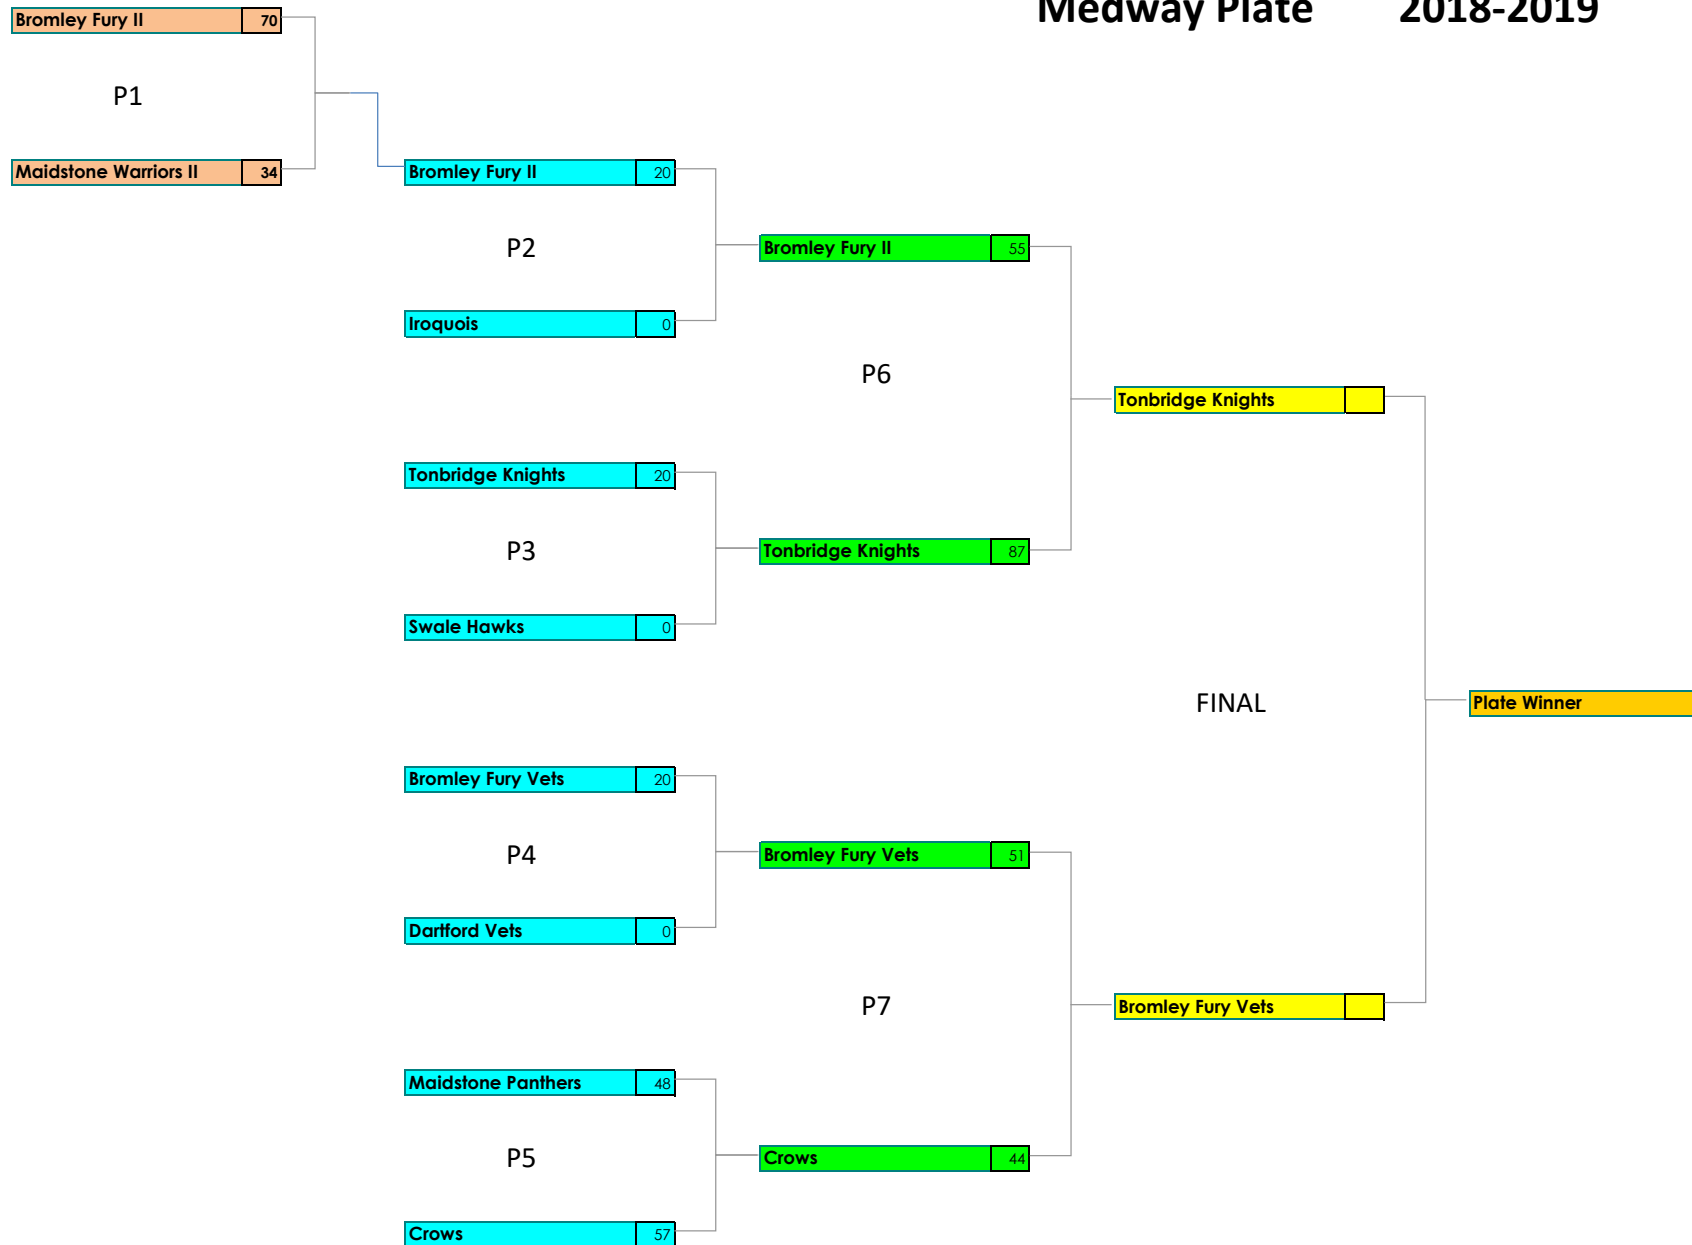 Medway Plate 2018-2019
Bromley Fury II 70
P1
Maidstone Warriors II 34
Bromley Fury II 20
P2
Iroquois 0
Tonbridge Knights 20
P3
Swale Hawks 0
Bromley Fury Vets 20
P4
Dartford Vets 0
Maidstone Panthers 48
P5
Crows 57
Bromley Fury II 55
P6
Tonbridge Knights 87
Bromley Fury Vets 51
P7
Crows 44
Tonbridge Knights
FINAL
Bromley Fury Vets
Plate Winner